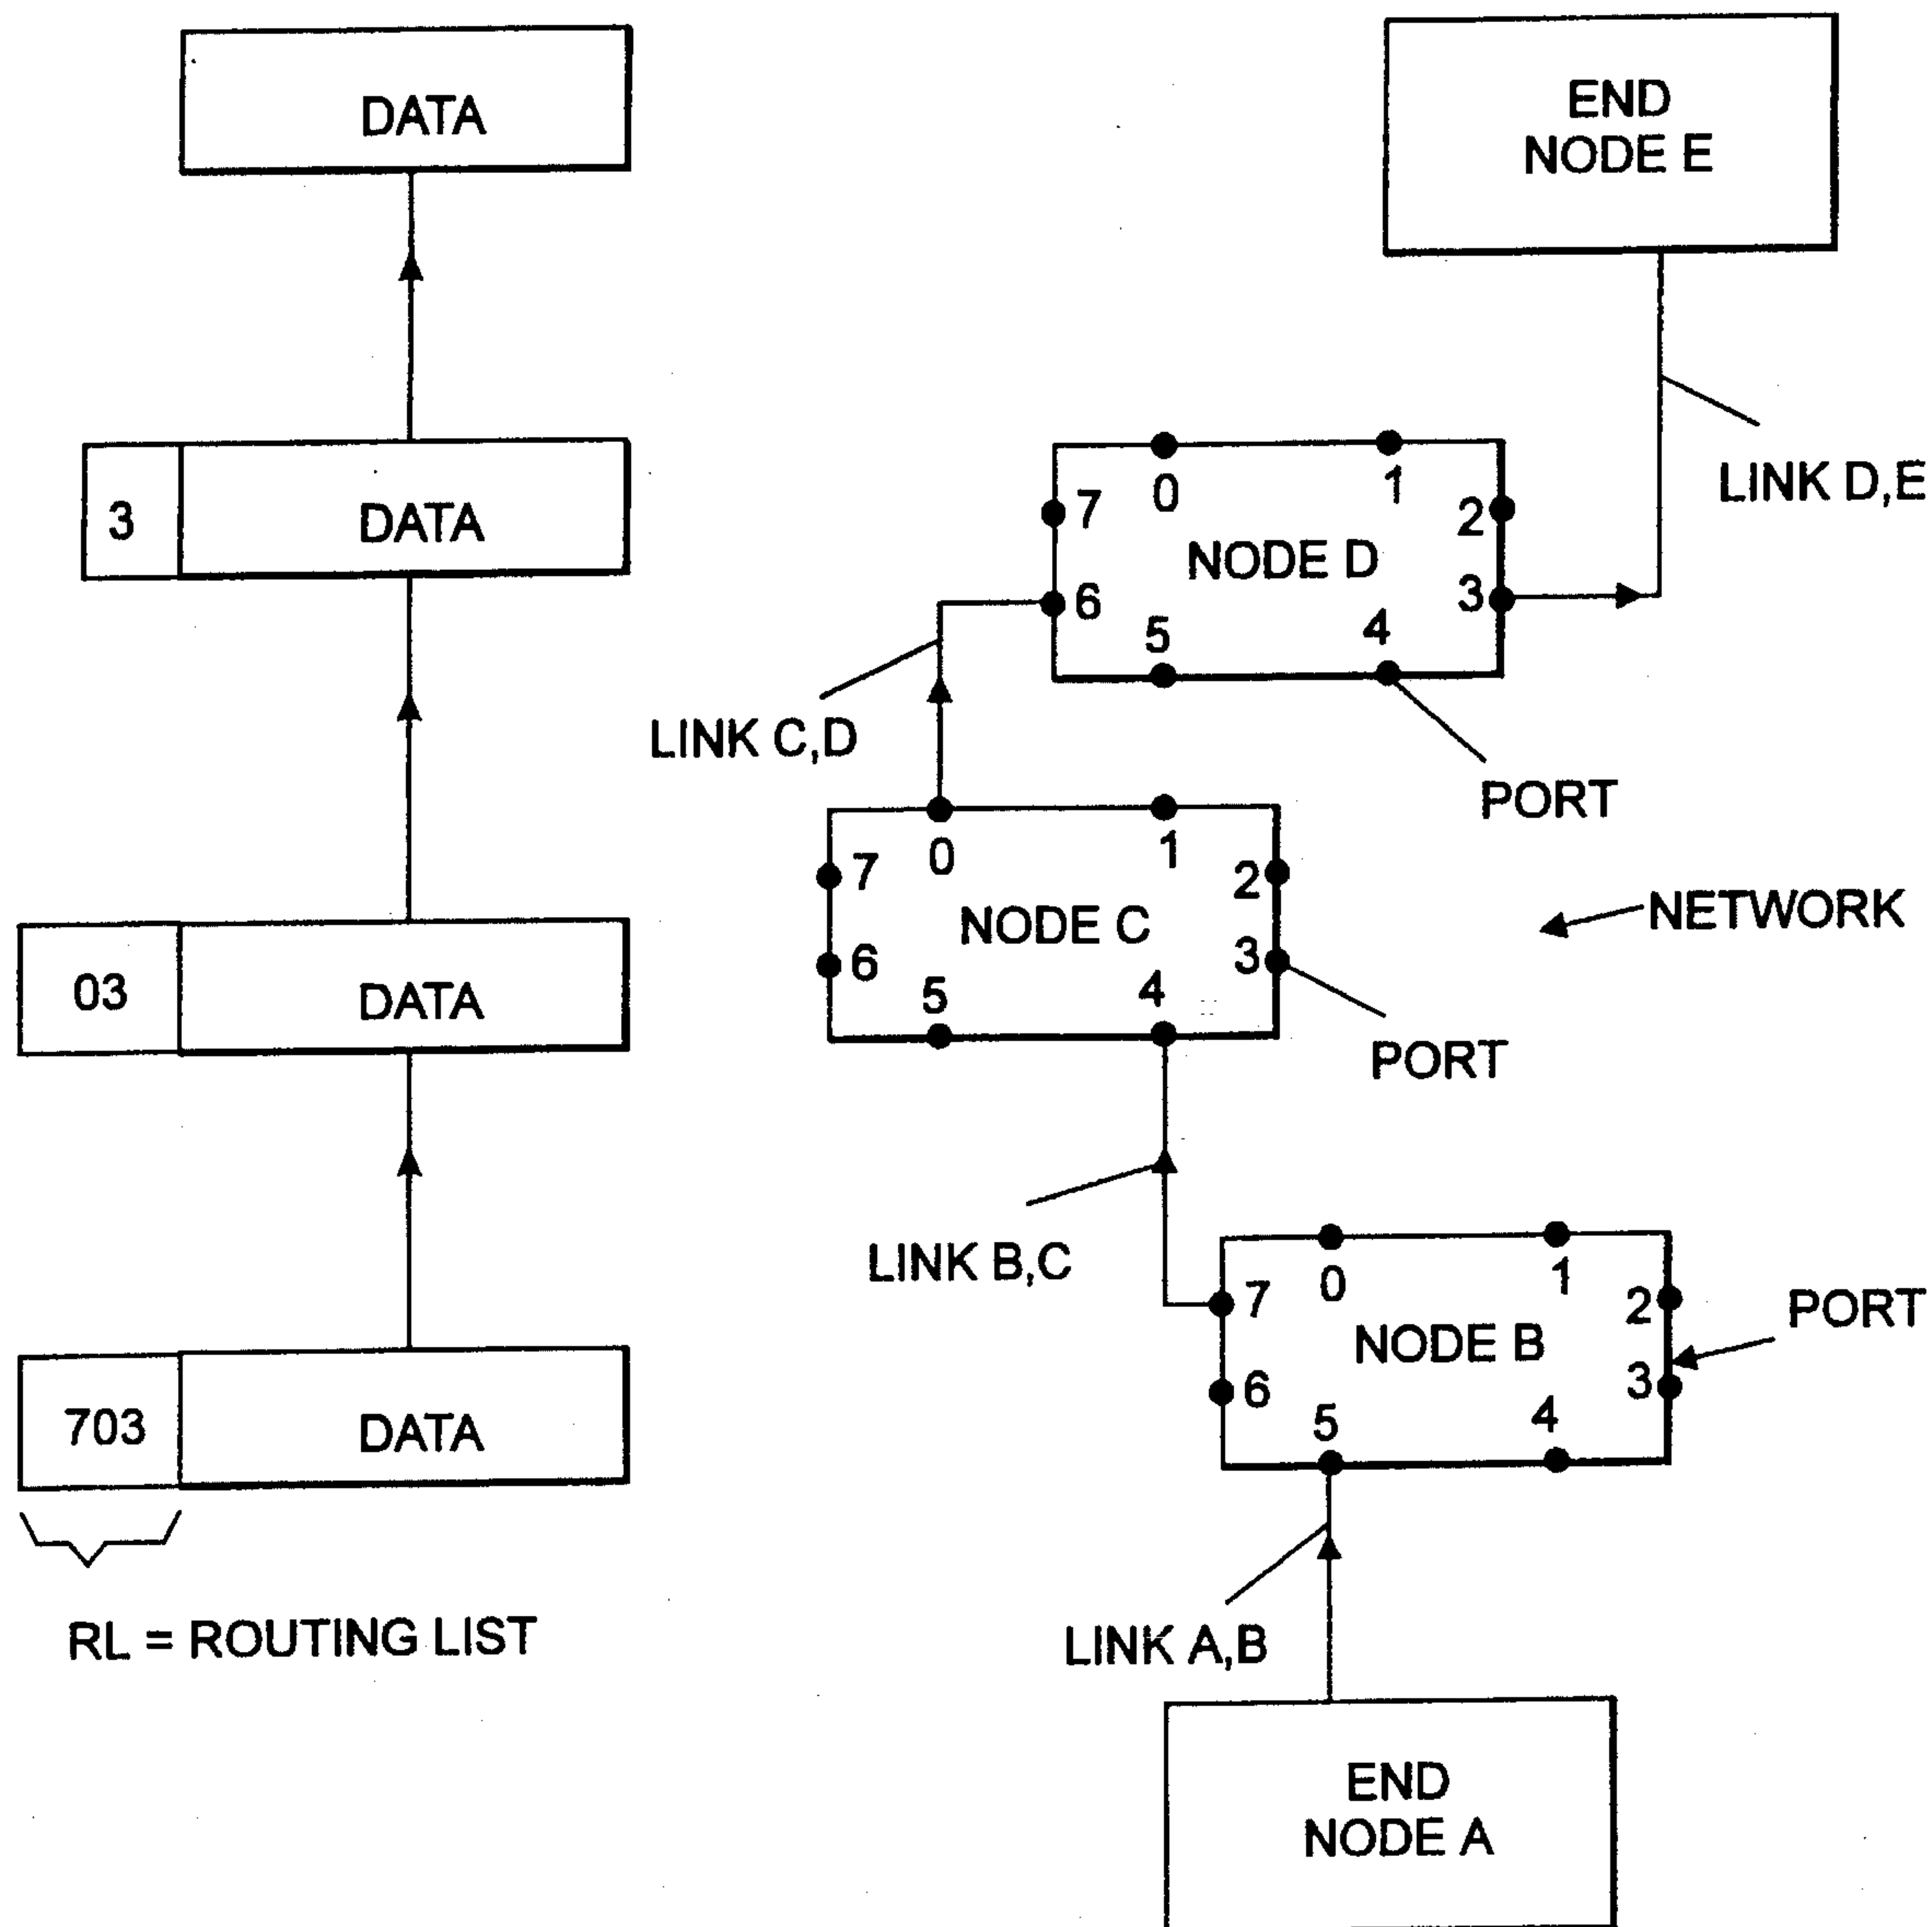 DATA
3 DATA
03 DATA
703 DATA
RL = ROUTING LIST
END
NODE E
LINK D,E
0
1
7
2
NODE D
6
3
5
4
LINK C,D
PORT
0
1
7
2
NODE C
6
3
5
4
NETWORK
PORT
LINK B,C
0
1
7
2
NODE B
PORT
6
3
5
4
LINK A,B
END
NODE A